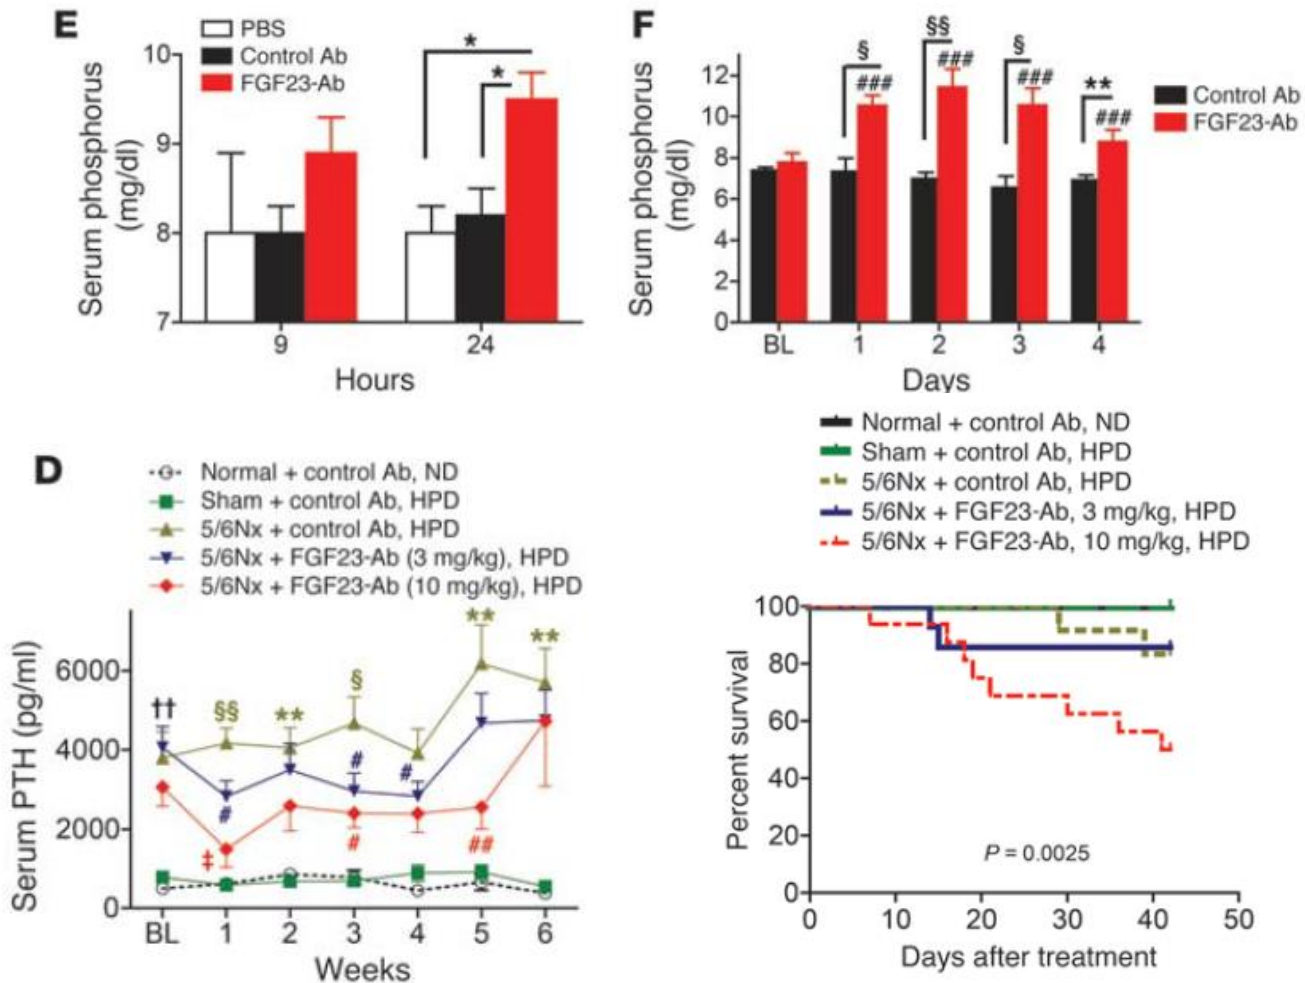 E
PBS
Control Ab
FGF23-Ab
*
*
10
9
8
7
Serum phosphorus
(mg/dl)
9
24
Hours
F
§
§§
§
**
###
###
###
###
Control Ab
FGF23-Ab
12
10
8
6
4
2
0
Serum phosphorus
(mg/dl)
BL
1
2
3
4
Days
D
Normal + control Ab, ND
Sham + control Ab, HPD
5/6Nx + control Ab, HPD
5/6Nx + FGF23-Ab (3 mg/kg), HPD
5/6Nx + FGF23-Ab (10 mg/kg), HPD
††
§§
**
§
**
**
#
#
#
‡
#
##
6000
4000
2000
0
Serum PTH (pg/ml)
BL
1
2
3
4
5
6
Weeks
Normal + control Ab, ND
Sham + control Ab, HPD
5/6Nx + control Ab, HPD
5/6Nx + FGF23-Ab, 3 mg/kg, HPD
5/6Nx + FGF23-Ab, 10 mg/kg, HPD
100
80
60
40
20
0
Percent survival
P = 0.0025
0
10
20
30
40
50
Days after treatment